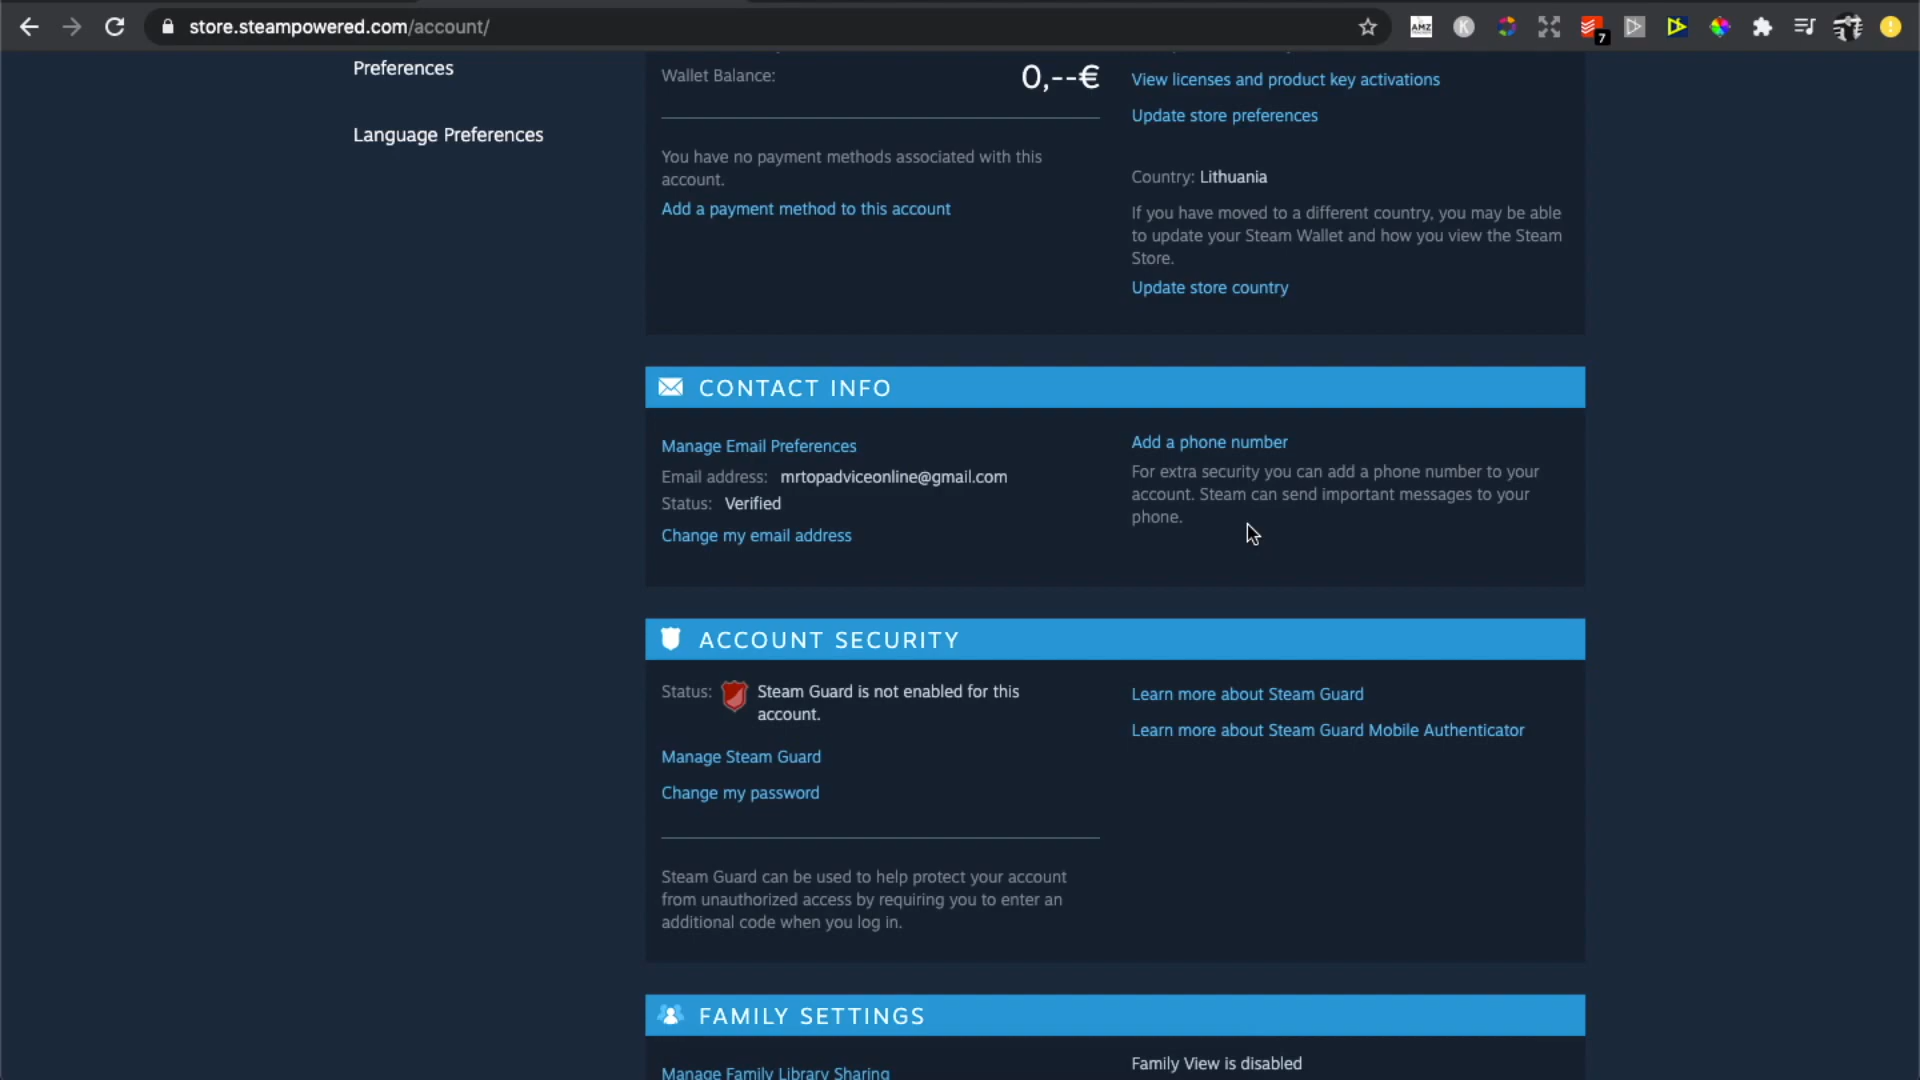 store.steampowered.com/account/
AMZ
K
7
Preferences
Language Preferences
Wallet Balance:
0,--€
You have no payment methods associated with this
account.
Add a payment method to this account
View licenses and product key activations
Update store preferences
Country: Lithuania
If you have moved to a different country, you may be able
to update your Steam Wallet and how you view the Steam
Store.
Update store country
CONTACT INFO
Manage Email Preferences
Email address: mrtopadviceonline@gmail.com
Status: Verified
Change my email address
Add a phone number
For extra security you can add a phone number to your
account. Steam can send important messages to your
phone.
ACCOUNT SECURITY
Status: Steam Guard is not enabled for this
account.
Manage Steam Guard
Change my password
Steam Guard can be used to help protect your account
from unauthorized access by requiring you to enter an
additional code when you log in.
Learn more about Steam Guard
Learn more about Steam Guard Mobile Authenticator
FAMILY SETTINGS
Manage Family Library Sharing
Family View is disabled